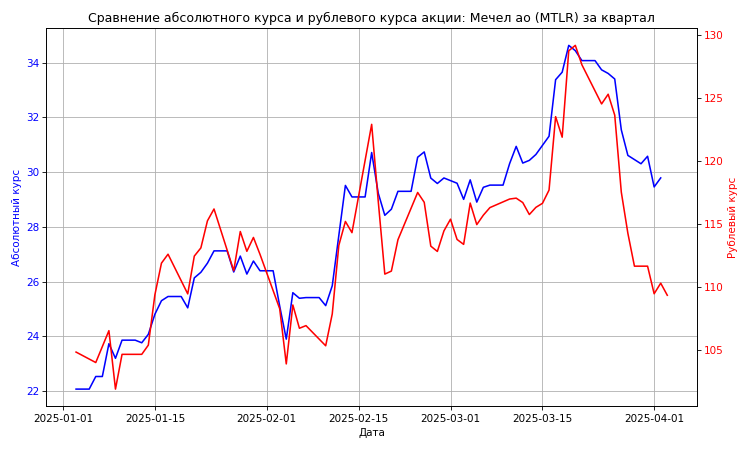 Сравнение абсолютного курса и рублевого курса акции: Мечел ао (MTLR) за квартал
Абсолютный курс
34
32
30
28
26
24
22
130
125
120
115
110
105
Рублевый курс
2025-01-01 2025-01-15 2025-02-01 2025-02-15 2025-03-01 2025-03-15 2025-04-01
Дата